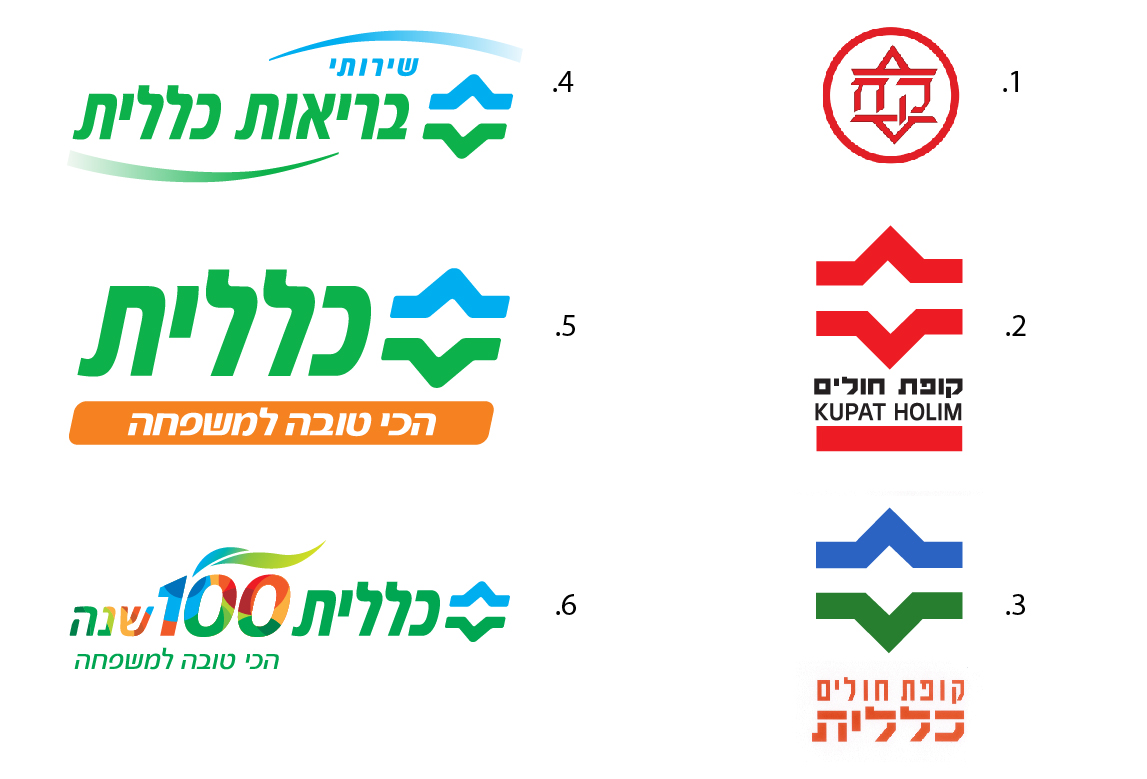 .1
קח
.2
קופת חולים
KUPAT HOLIM
.3
קופת חולים
כללית
.4
שירותי
בריאות כללית
.5
כללית
הכי טובה למשפחה
.6
כללית 100 שנה
הכי טובה למשפחה